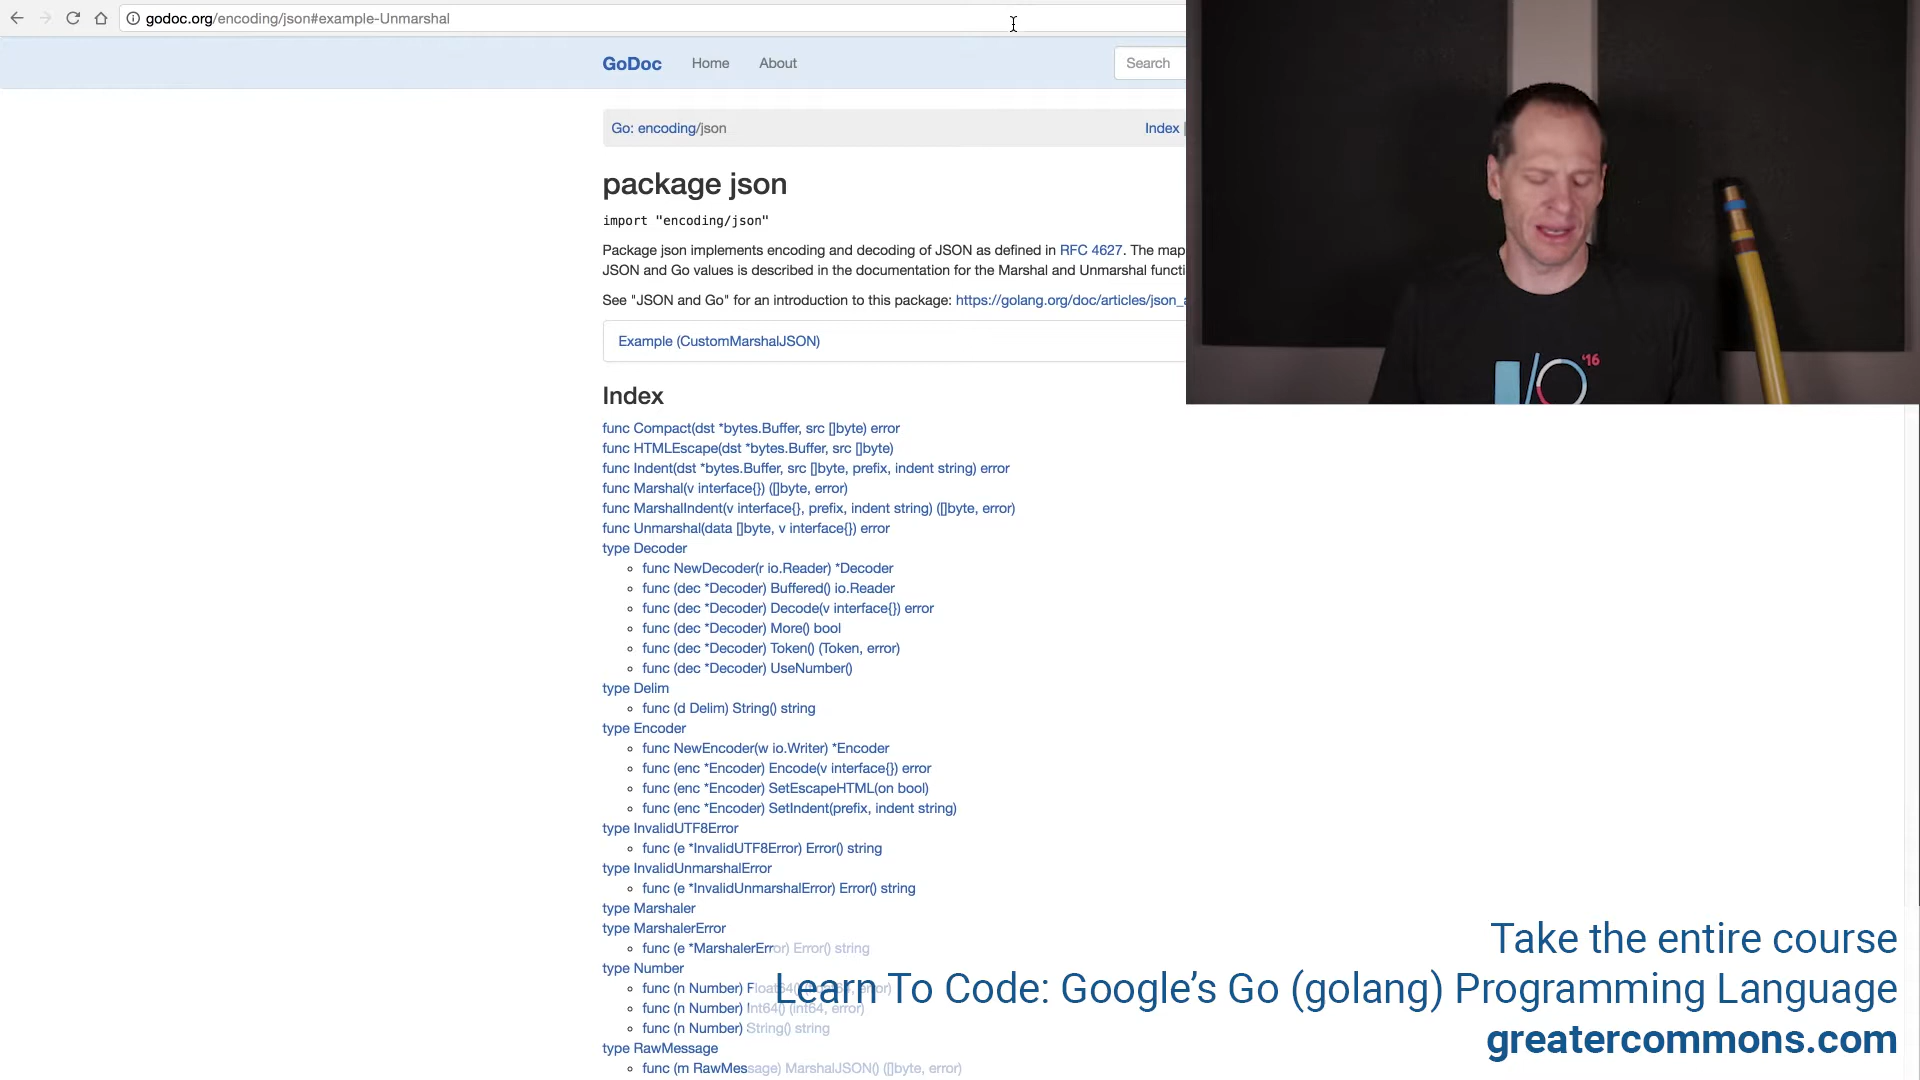 godoc.org/encoding/json#example-Unmarshal
GoDoc Home About Search
Go: encoding/json Index |
package json
import "encoding/json"
Package json implements encoding and decoding of JSON as defined in RFC 4627. The map
JSON and Go values is described in the documentation for the Marshal and Unmarshal functi
See "JSON and Go" for an introduction to this package: https://golang.org/doc/articles/json_a
Example (CustomMarshalJSON)
Index
func Compact(dst *bytes.Buffer, src []byte) error
func HTMLEscape(dst *bytes.Buffer, src []byte)
func Indent(dst *bytes.Buffer, src []byte, prefix, indent string) error
func Marshal(v interface{}) ([]byte, error)
func MarshalIndent(v interface{}, prefix, indent string) ([]byte, error)
func Unmarshal(data []byte, v interface{}) error
type Decoder
func NewDecoder(r io.Reader) *Decoder
func (dec *Decoder) Buffered() io.Reader
func (dec *Decoder) Decode(v interface{}) error
func (dec *Decoder) More() bool
func (dec *Decoder) Token() (Token, error)
func (dec *Decoder) UseNumber()
type Delim
func (d Delim) String() string
type Encoder
func NewEncoder(w io.Writer) *Encoder
func (enc *Encoder) Encode(v interface{}) error
func (enc *Encoder) SetEscapeHTML(on bool)
func (enc *Encoder) SetIndent(prefix, indent string)
type InvalidUTF8Error
func (e *InvalidUTF8Error) Error() string
type InvalidUnmarshalError
func (e *InvalidUnmarshalError) Error() string
type Marshaler
type MarshalerError
func (e *MarshalerError) Error() string
type Number
func (n Number) Float64() (float64, error)
func (n Number) Int64() (int64, error)
func (n Number) String() string
type RawMessage
func (m RawMessage) MarshalJSON() ([]byte, error)
I/O '16
Take the entire course
Learn To Code: Google's Go (golang) Programming Language
greatercommons.com